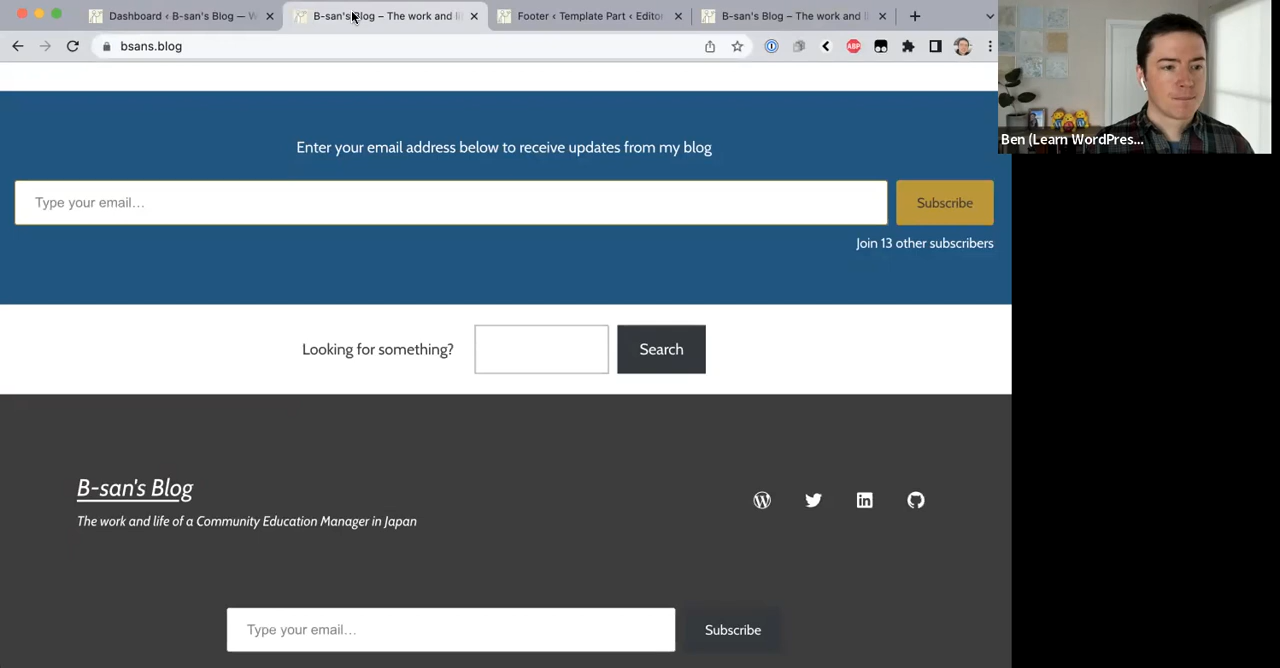 Dashboard ‹ B-san's Blog — W
B-san's Blog – The work and li
Footer ‹ Template Part ‹ Editor
B-san's Blog – The work and l
bsans.blog
ABP
Ben (Learn WordPres...
Enter your email address below to receive updates from my blog
Type your email…
Subscribe
Join 13 other subscribers
Looking for something?
Search
B-san's Blog
The work and life of a Community Education Manager in Japan
Type your email…
Subscribe